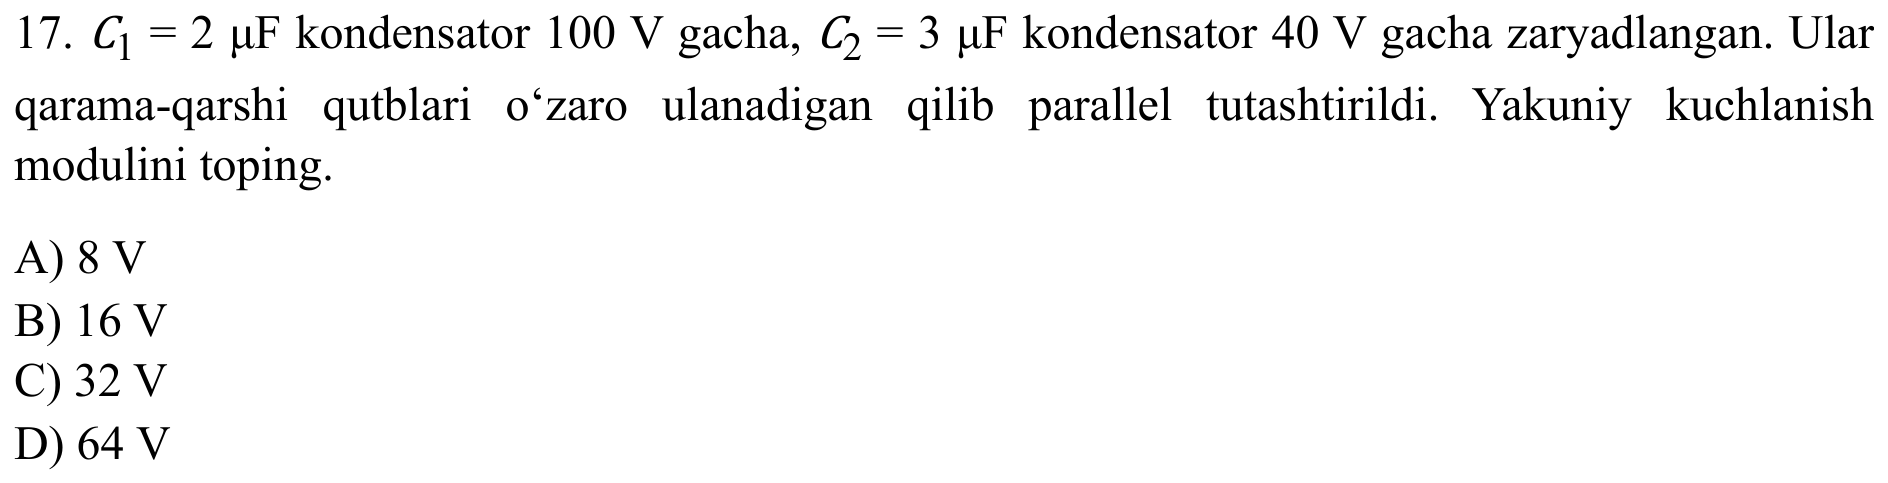 17. C₁ = 2 μF kondensator 100 V gacha, C₂ = 3 μF kondensator 40 V gacha zaryadlangan. Ular
qarama-qarshi qutblari o‘zaro ulanadigan qilib parallel tutashtirildi. Yakuniy kuchlanish
modulini toping.
A) 8 V
B) 16 V
C) 32 V
D) 64 V